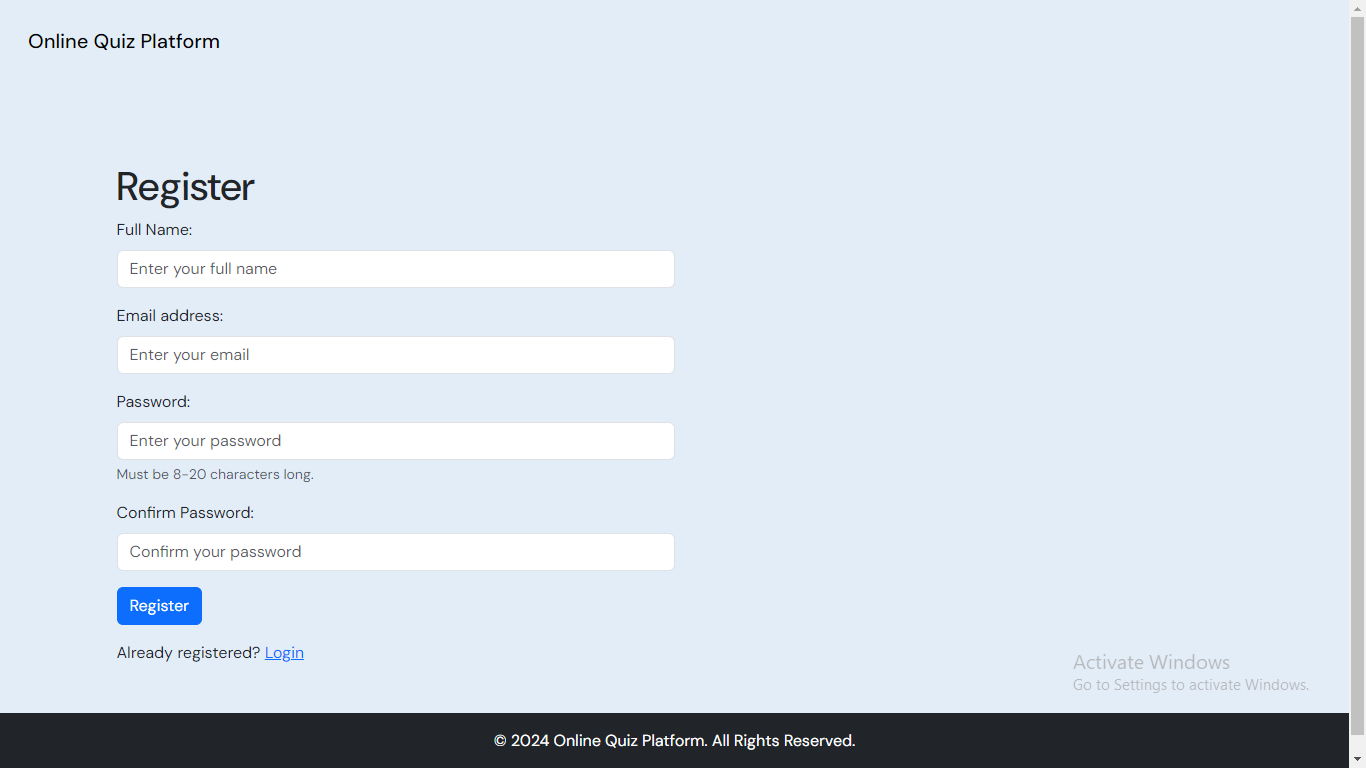 Online Quiz Platform
Register
Full Name:
Enter your full name
Email address:
Enter your email
Password:
Enter your password
Must be 8-20 characters long.
Confirm Password:
Confirm your password
Register
Already registered? Login
Activate Windows
Go to Settings to activate Windows.
© 2024 Online Quiz Platform. All Rights Reserved.